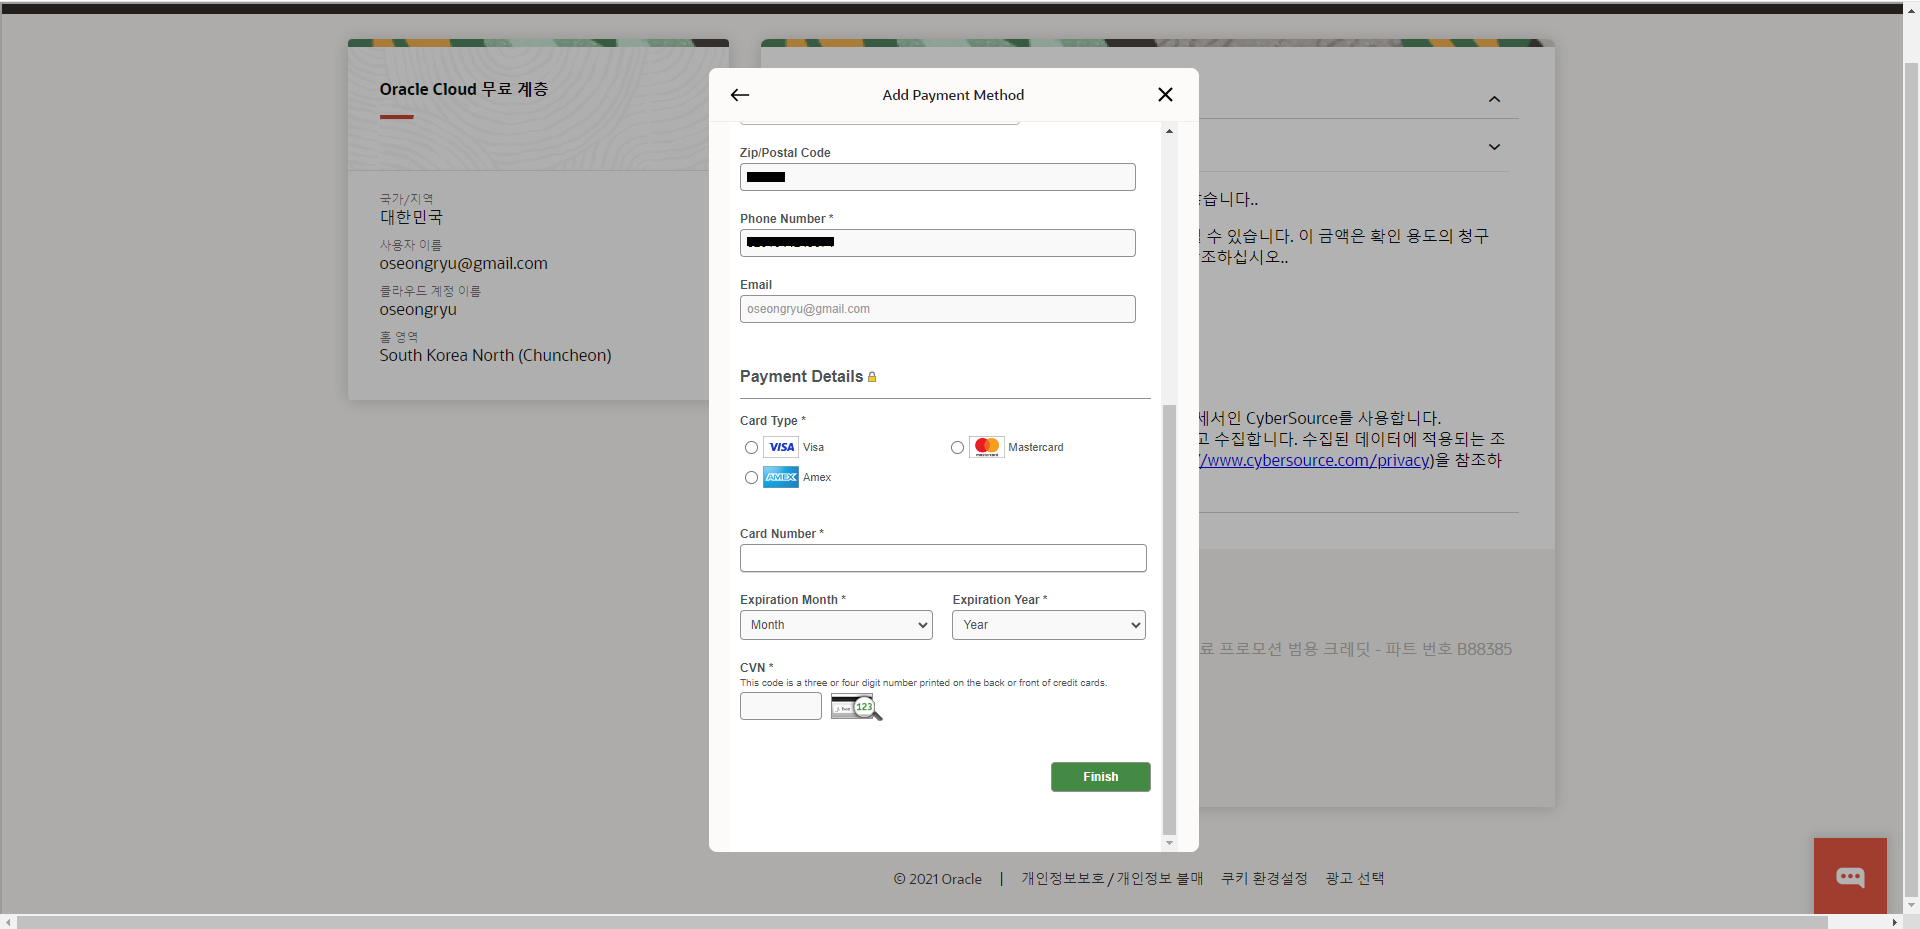 Oracle Cloud 무료 계층
국가/지역
대한민국
사용자 이름
oseongryu@gmail.com
클라우드 계정 이름
oseongryu
홈 영역
South Korea North (Chuncheon)
Add Payment Method
Zip/Postal Code
Phone Number *
Email
oseongryu@gmail.com
Payment Details
Card Type *
VISA Visa
mastercard Mastercard
AMEX Amex
Card Number *
Expiration Month *
Expiration Year *
Month
Year
CVN *
This code is a three or four digit number printed on the back or front of credit cards.
123
Finish
습니다..
수 있습니다. 이 금액은 확인 용도의 청구
조하십시오..
세서인 CyberSource를 사용합니다.
고 수집합니다. 수집된 데이터에 적용되는 조
//www.cybersource.com/privacy)을 참조하
료 프로모션 범용 크레딧 - 파트 번호 B88385
© 2021 Oracle | 개인정보보호/개인정보 불매 쿠키 환경설정 광고 선택